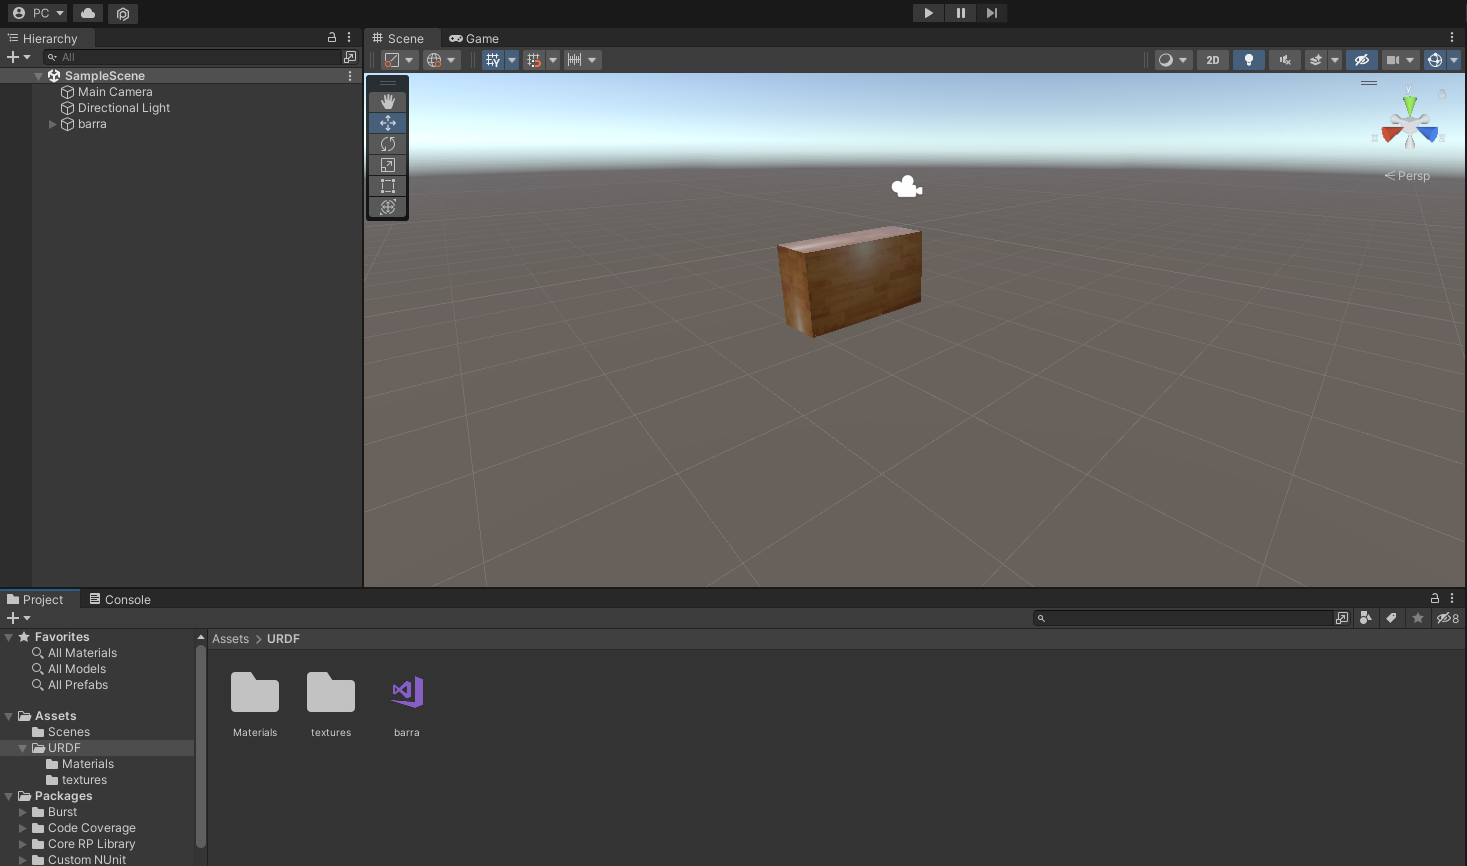 PC
Hierarchy
All
SampleScene
Main Camera
Directional Light
barra
Scene
Game
2D
y
x
z
Persp
Project
Console
8
Favorites
All Materials
All Models
All Prefabs
Assets
Scenes
URDF
Materials
textures
Packages
Burst
Code Coverage
Core RP Library
Custom NUnit
Assets > URDF
Materials
textures
barra